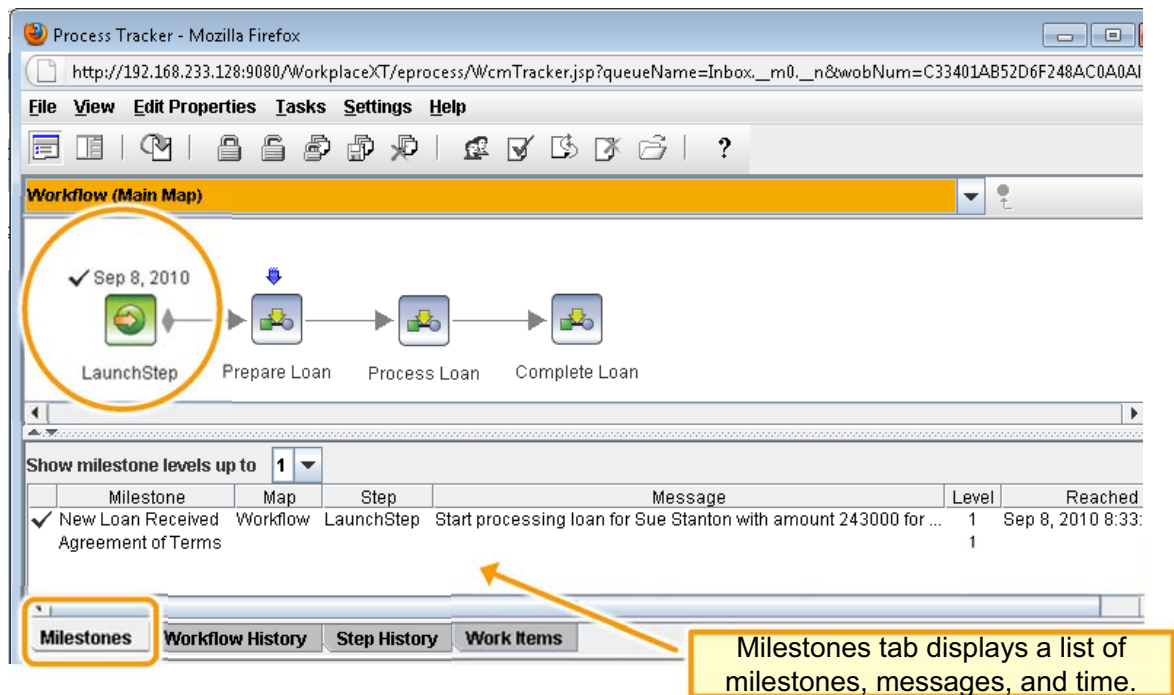 Process Tracker - Mozilla Firefox
http://192.168.233.128:9080/WorkplaceXT/eprocess/WcmTracker.jsp?queueName=Inbox.__m0.__n&wobNum=C33401AB52D6F248AC0A0AI
File View Edit Properties Tasks Settings Help
?
Workflow (Main Map)
Sep 8, 2010
LaunchStep Prepare Loan Process Loan Complete Loan
Show milestone levels up to 1
Milestone Map Step Message Level Reached
New Loan Received Workflow LaunchStep Start processing loan for Sue Stanton with amount 243000 for ... 1 Sep 8, 2010 8:33:
Agreement of Terms 1
Milestones Workflow History Step History Work Items
Milestones tab displays a list of
milestones, messages, and time.